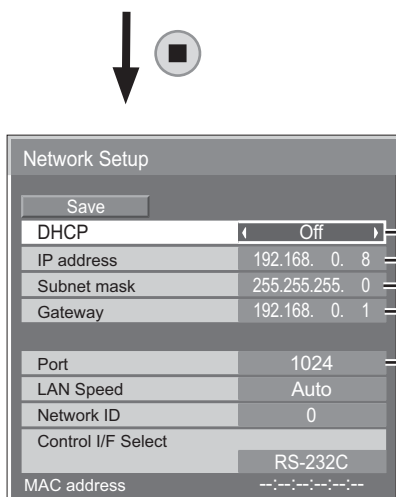 Network Setup
Save
DHCP Off
IP address 192.168. 0. 8
Subnet mask 255.255.255. 0
Gateway 192.168. 0. 1
Port 1024
LAN Speed Auto
Network ID 0
Control I/F Select
RS-232C
MAC address --:--:--:--:--:--